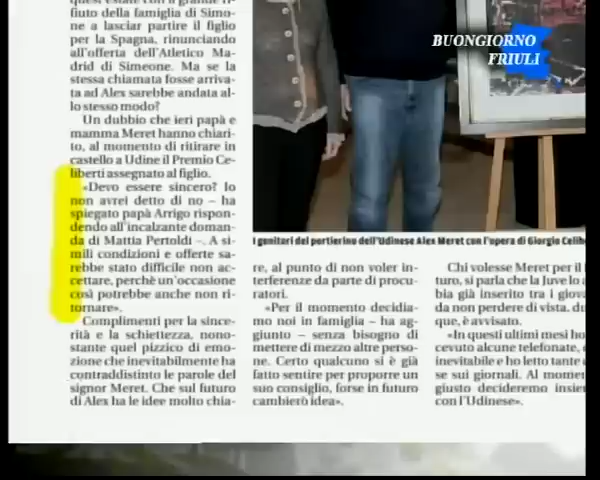 quest'estate con il grande ri-
fiuto della famiglia di Simo-
ne a lasciar partire il figlio
per la Spagna, rinunciando
all'offerta dell'Atletico Ma-
drid di Simeone. Ma se la
stessa chiamata fosse arriva-
ta ad Alex sarebbe andata al-
lo stesso modo?
Un dubbio che ieri papà e
mamma Meret hanno chiari-
to, al momento di ritirare in
castello a Udine il Premio Ce-
liberti assegnato al figlio.
«Devo essere sincero? Io
non avrei detto di no – ha
spiegato papà Arrigo rispon-
dendo all'incalzante doman-
da di Mattia Pertoldi –. A si-
mili condizioni e offerte sa-
rebbe stato difficile non ac-
cettare, perchè un'occasione
così potrebbe anche non ri-
tornare».
Complimenti per la since-
rità e la schiettezza, nono-
stante quel pizzico di emo-
zione che inevitabilmente ha
contraddistinto le parole del
signor Meret. Che sul futuro
di Alex ha le idee molto chia-
BUONGIORNO
FRIULI
I genitori del portierino dell'Udinese Alex Meret con l'opera di Giorgio Celib
re, al punto di non voler in-
terferenze da parte di procu-
ratori.
«Per il momento decidia-
mo noi in famiglia – ha ag-
giunto – senza bisogno di
mettere di mezzo altre perso-
ne. Certo qualcuno si è già
fatto sentire per proporre un
suo consiglio, forse in futuro
cambierò idea».
Chi volesse Meret per il
turo, si parla che la Juve lo a
bia già inserito tra i giov
da non perdere di vista, du
que, è avvisato.
«In questi ultimi mesi ho
cevuto alcune telefonate,
inevitabile e ho letto tante
se sui giornali. Al momen
giusto decideremo insie
con l'Udinese».